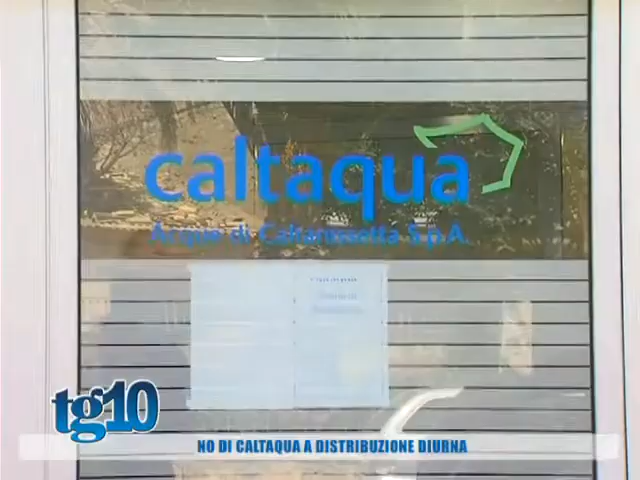 caltaqua
Acque di Caltanissetta S.p.A.
tg10
NO DI CALTAQUA A DISTRIBUZIONE DIURNA